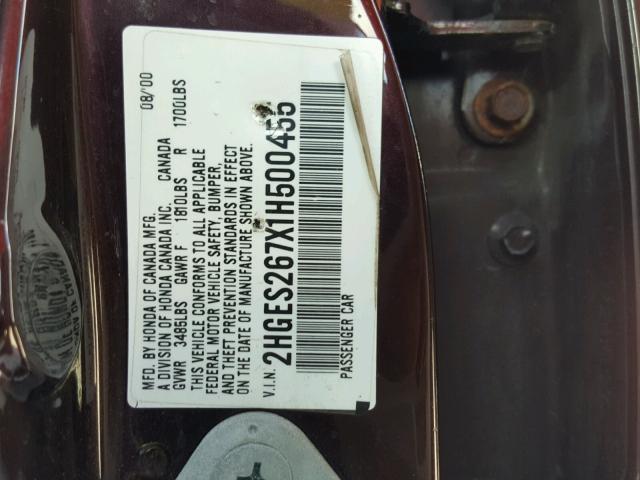 MFD. BY HONDA OF CANADA MFG. 08/00
A DIVISION OF HONDA CANADA INC. CANADA
GVWR 3485LBS GAWR F 1810LBS R 1700LBS
THIS VEHICLE CONFORMS TO ALL APPLICABLE
FEDERAL MOTOR VEHICLE SAFETY, BUMPER,
AND THEFT PREVENTION STANDARDS IN EFFECT
ON THE DATE OF MANUFACTURE SHOWN ABOVE.
V.I.N. 2HGES267X1H500455
PASSENGER CAR